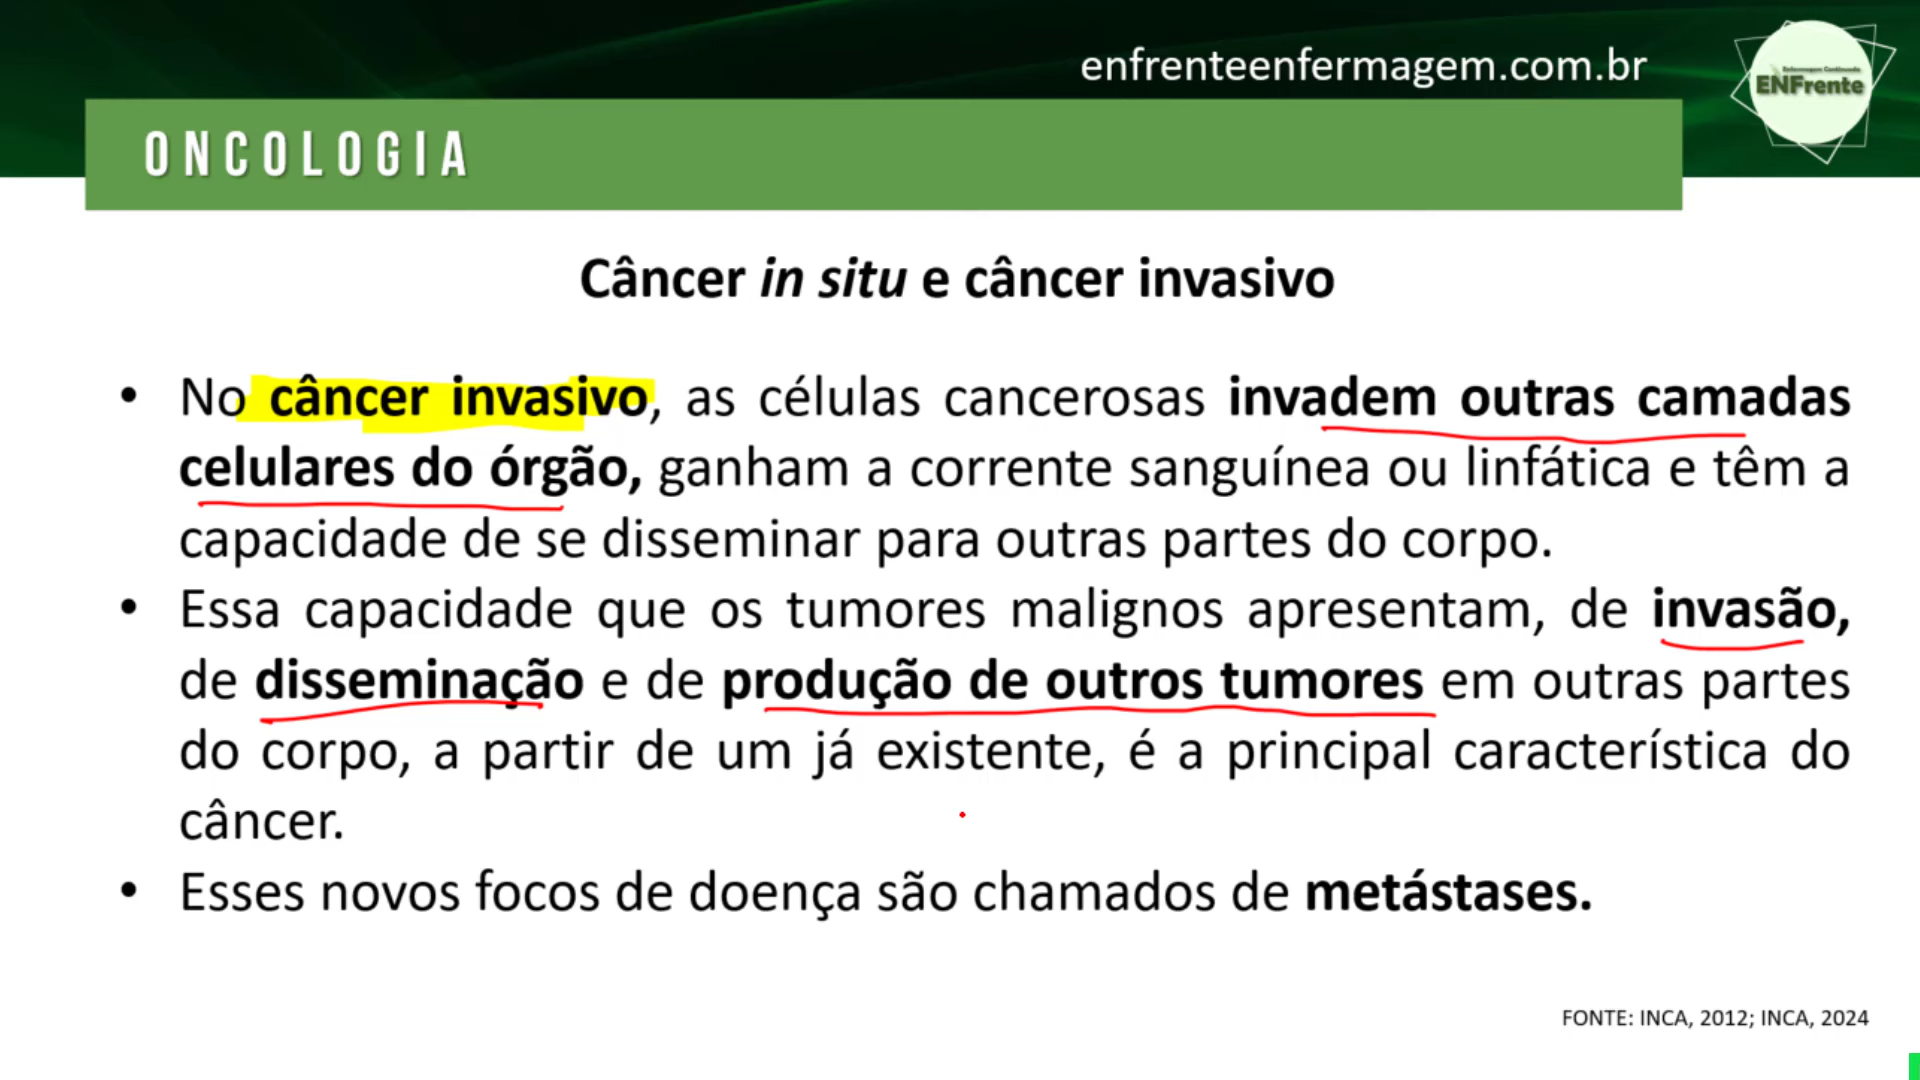 enfrenteenfermagem.com.br
Enfermagem Continuada
ENFrente
ONCOLOGIA
Câncer in situ e câncer invasivo
• No câncer invasivo, as células cancerosas invadem outras camadas
celulares do órgão, ganham a corrente sanguínea ou linfática e têm a
capacidade de se disseminar para outras partes do corpo.
• Essa capacidade que os tumores malignos apresentam, de invasão,
de disseminação e de produção de outros tumores em outras partes
do corpo, a partir de um já existente, é a principal característica do
câncer.
• Esses novos focos de doença são chamados de metástases.
FONTE: INCA, 2012; INCA, 2024